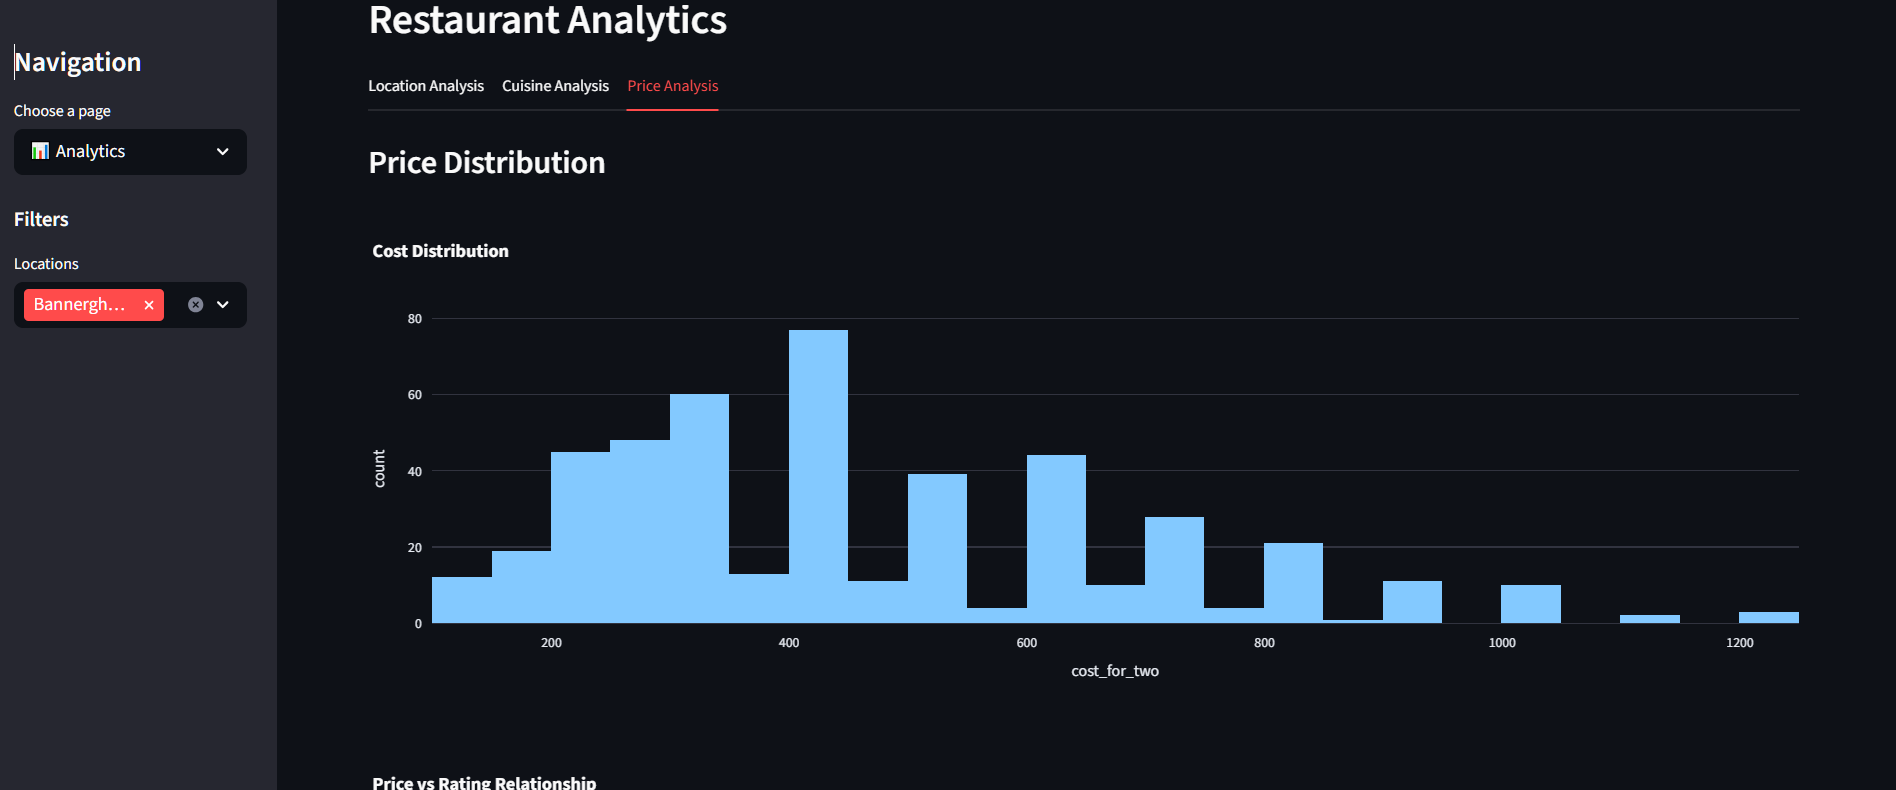 Navigation
Choose a page
Analytics
Filters
Locations
Bannergh...
Restaurant Analytics
Location Analysis Cuisine Analysis Price Analysis
Price Distribution
Cost Distribution
80
60
40
20
0
count
200 400 600 800 1000 1200
cost_for_two
Price vs Rating Relationship